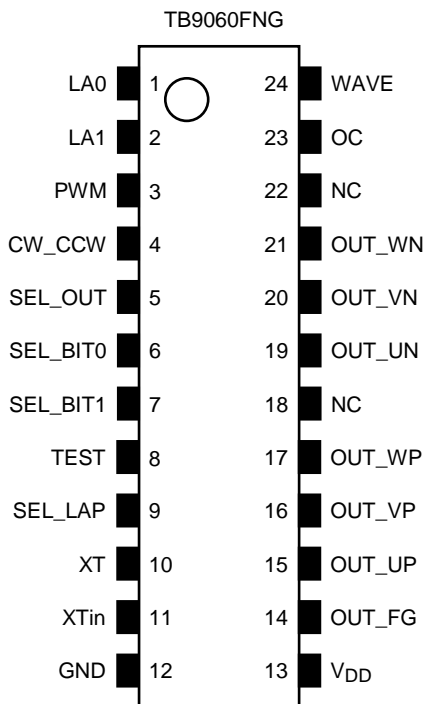 TB9060FNG
LA0 1 24 WAVE
LA1 2 23 OC
PWM 3 22 NC
CW_CCW 4 21 OUT_WN
SEL_OUT 5 20 OUT_VN
SEL_BIT0 6 19 OUT_UN
SEL_BIT1 7 18 NC
TEST 8 17 OUT_WP
SEL_LAP 9 16 OUT_VP
XT 10 15 OUT_UP
XTin 11 14 OUT_FG
GND 12 13 VDD